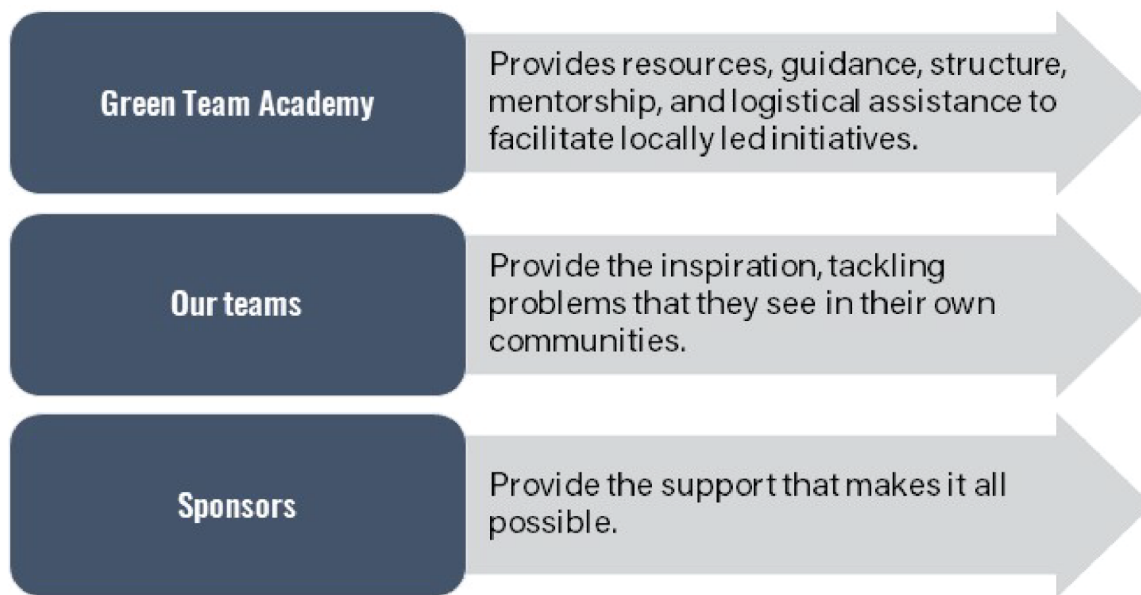 Green Team Academy
Provides resources, guidance, structure,
mentorship, and logistical assistance to
facilitate locally led initiatives.
Our teams
Provide the inspiration, tackling
problems that they see in their own
communities.
Sponsors
Provide the support that makes it all
possible.